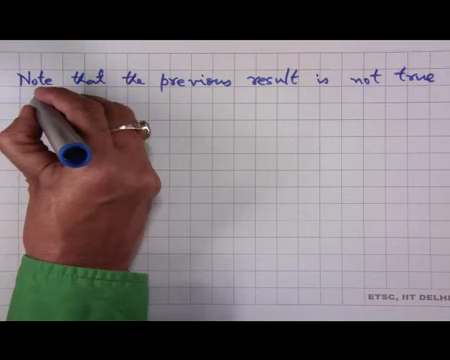 Note that the previous result is not true
ETSC, IIT DELHI